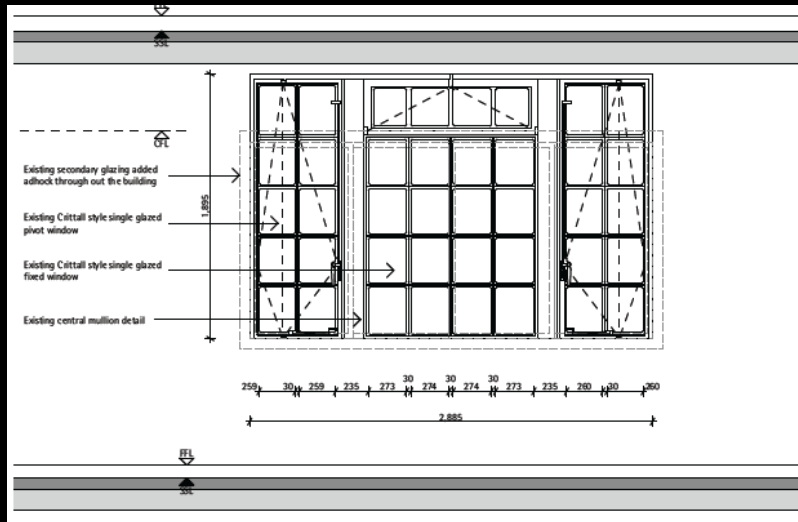 SSL
CFL
Existing secondary glazing added
adhock through out the building
1,895
Existing Crittall style single glazed
pivot window
Existing Crittall style single glazed
fixed window
Existing central mullion detail
259 30 259 235 273 30 274 30 274 30 273 235 260 30 260
2,885
FFL
SSL